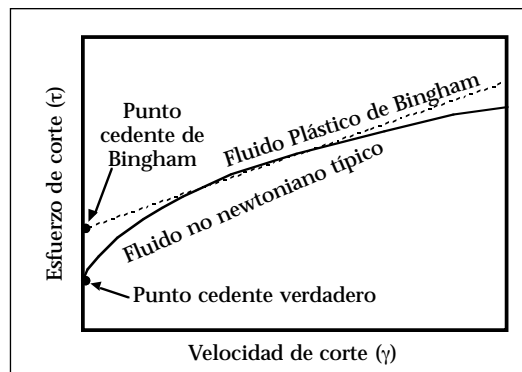 Esfuerzo de corte (τ)
Punto
cedente de
Bingham
Fluido Plástico de Bingham
Fluido no newtoniano típico
Punto cedente verdadero
Velocidad de corte (γ)